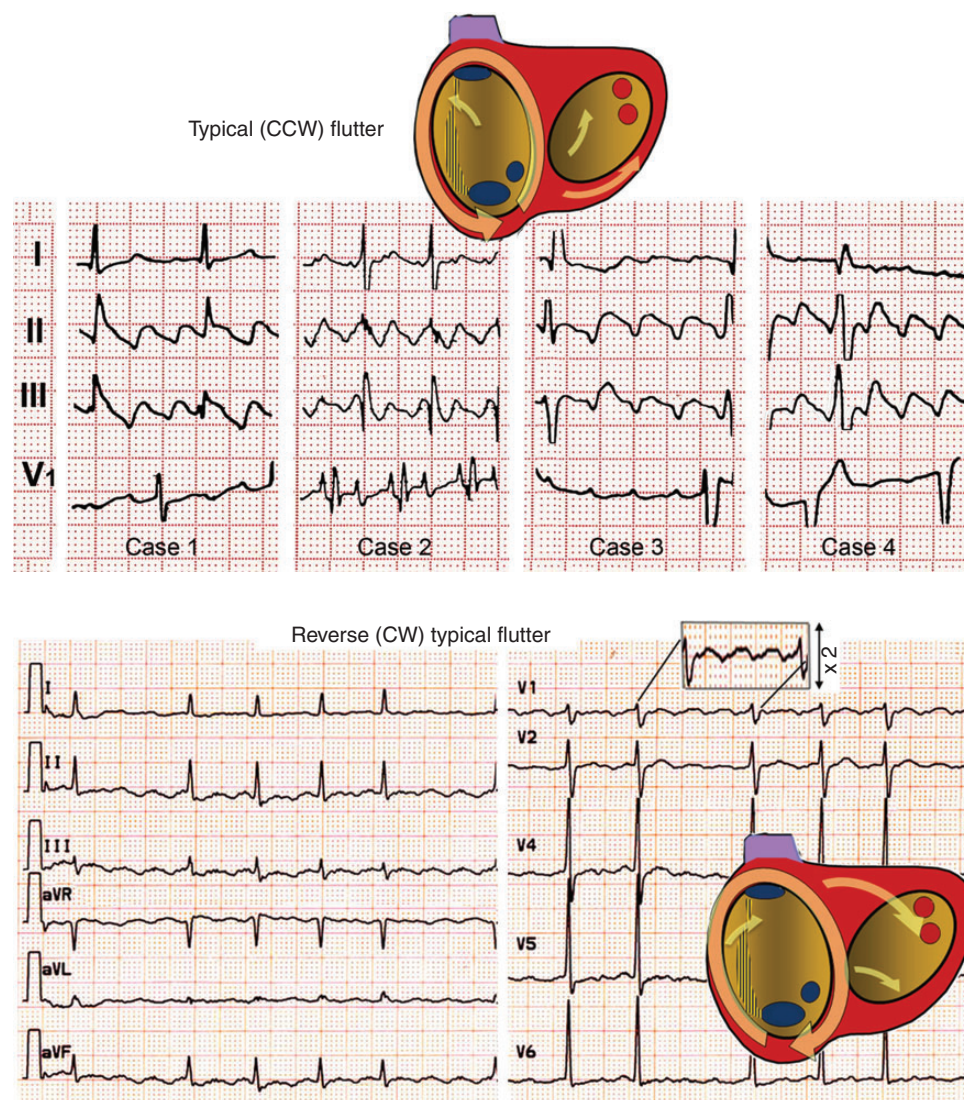 Typical (CCW) flutter
I
II
III
V1
Case 1
Case 2
Case 3
Case 4
Reverse (CW) typical flutter
x 2
I
II
III
aVR
aVL
aVF
V1
V2
V4
V5
V6